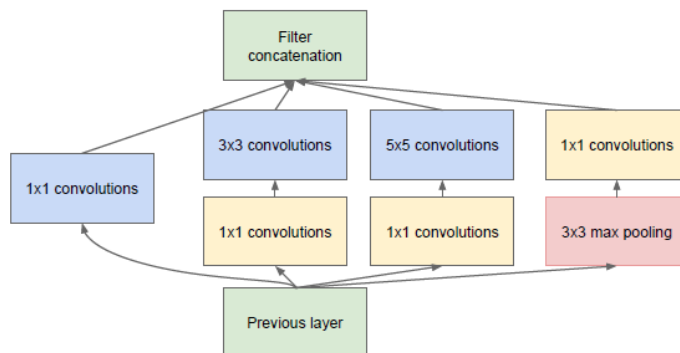 Filter
concatenation
3x3 convolutions
5x5 convolutions
1x1 convolutions
1x1 convolutions
1x1 convolutions
1x1 convolutions
3x3 max pooling
Previous layer